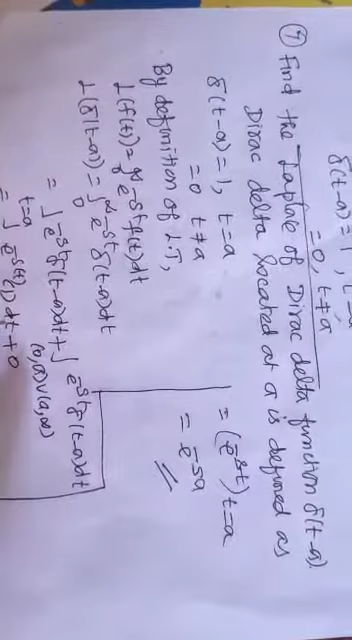 δ(t-a)=1, t=a
=0, t≠a
⑦ Find the Laplace of Dirac delta function δ(t-a).
Dirac delta located at a is defined as
δ(t-a)=1, t=a
=0 t≠a
By definition of L.T,
L(f(t))=∫₀^∞ e^{-st}f(t)dt
L(δ(t-a))=∫₀^∞ e^{-st}δ(t-a)dt
=∫_{t=a} e^{-st}δ(t-a)dt+∫_{(0,a)∪(a,∞)} e^{-st}δ(t-a)dt
=∫ e^{-st}(1)dt+0
=(e^{-st})t=a
=e^{-sa}